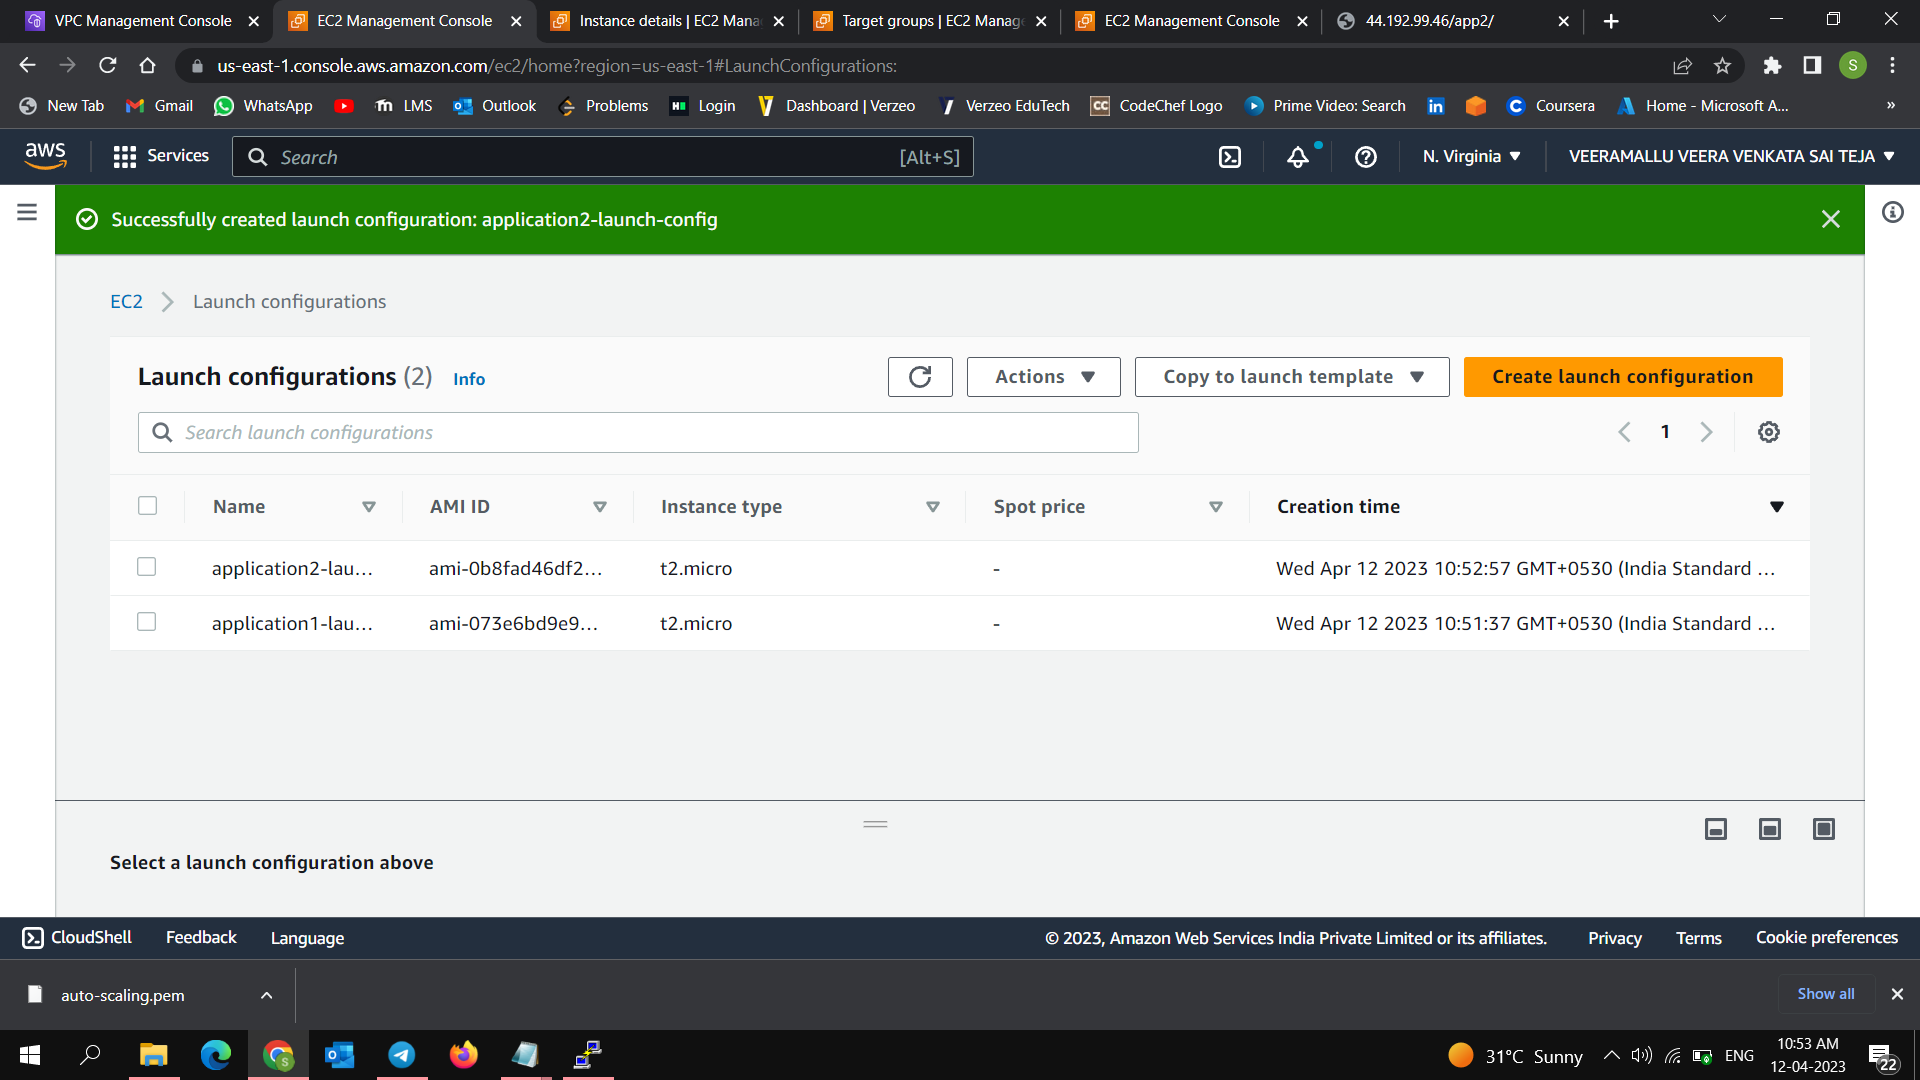 VPC Management Console
EC2 Management Console
Instance details | EC2 Mana
Target groups | EC2 Manage
EC2 Management Console
44.192.99.46/app2/
us-east-1.console.aws.amazon.com/ec2/home?region=us-east-1#LaunchConfigurations:
S
New Tab
Gmail
WhatsApp
LMS
Outlook
Problems
Login
Dashboard | Verzeo
Verzeo EduTech
CodeChef Logo
Prime Video: Search
Coursera
Home - Microsoft A...
»
aws
Services
Search
[Alt+S]
N. Virginia
VEERAMALLU VEERA VENKATA SAI TEJA
Successfully created launch configuration: application2-launch-config
EC2
Launch configurations
Launch configurations (2)
Info
Actions
Copy to launch template
Create launch configuration
Search launch configurations
1
Name
AMI ID
Instance type
Spot price
Creation time
application2-lau...
ami-0b8fad46df2...
t2.micro
-
Wed Apr 12 2023 10:52:57 GMT+0530 (India Standard ...
application1-lau...
ami-073e6bd9e9...
t2.micro
-
Wed Apr 12 2023 10:51:37 GMT+0530 (India Standard ...
Select a launch configuration above
CloudShell
Feedback
Language
© 2023, Amazon Web Services India Private Limited or its affiliates.
Privacy
Terms
Cookie preferences
auto-scaling.pem
Show all
31°C Sunny
ENG
10:53 AM
12-04-2023
22